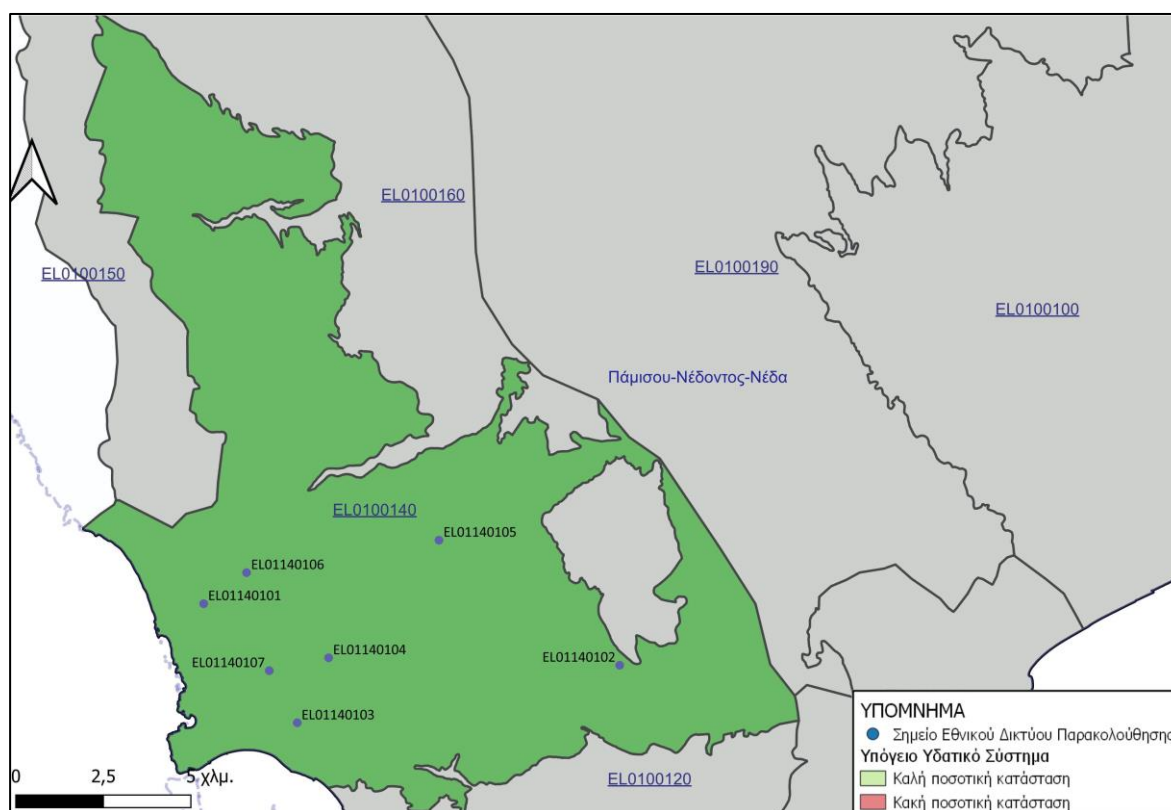 EL0100160
EL0100150
EL0100190
EL0100100
Πάμισου-Νέδοντος-Νέδα
EL0100140
EL01140105
EL01140106
EL01140101
EL01140104
EL01140102
EL01140107
EL01140103
EL0100120
0 2,5 5 χλμ.
ΥΠΟΜΝΗΜΑ
Σημείο Εθνικού Δικτύου Παρακολούθησης
Υπόγειο Υδατικό Σύστημα
Καλή ποσοτική κατάσταση
Κακή ποσοτική κατάσταση